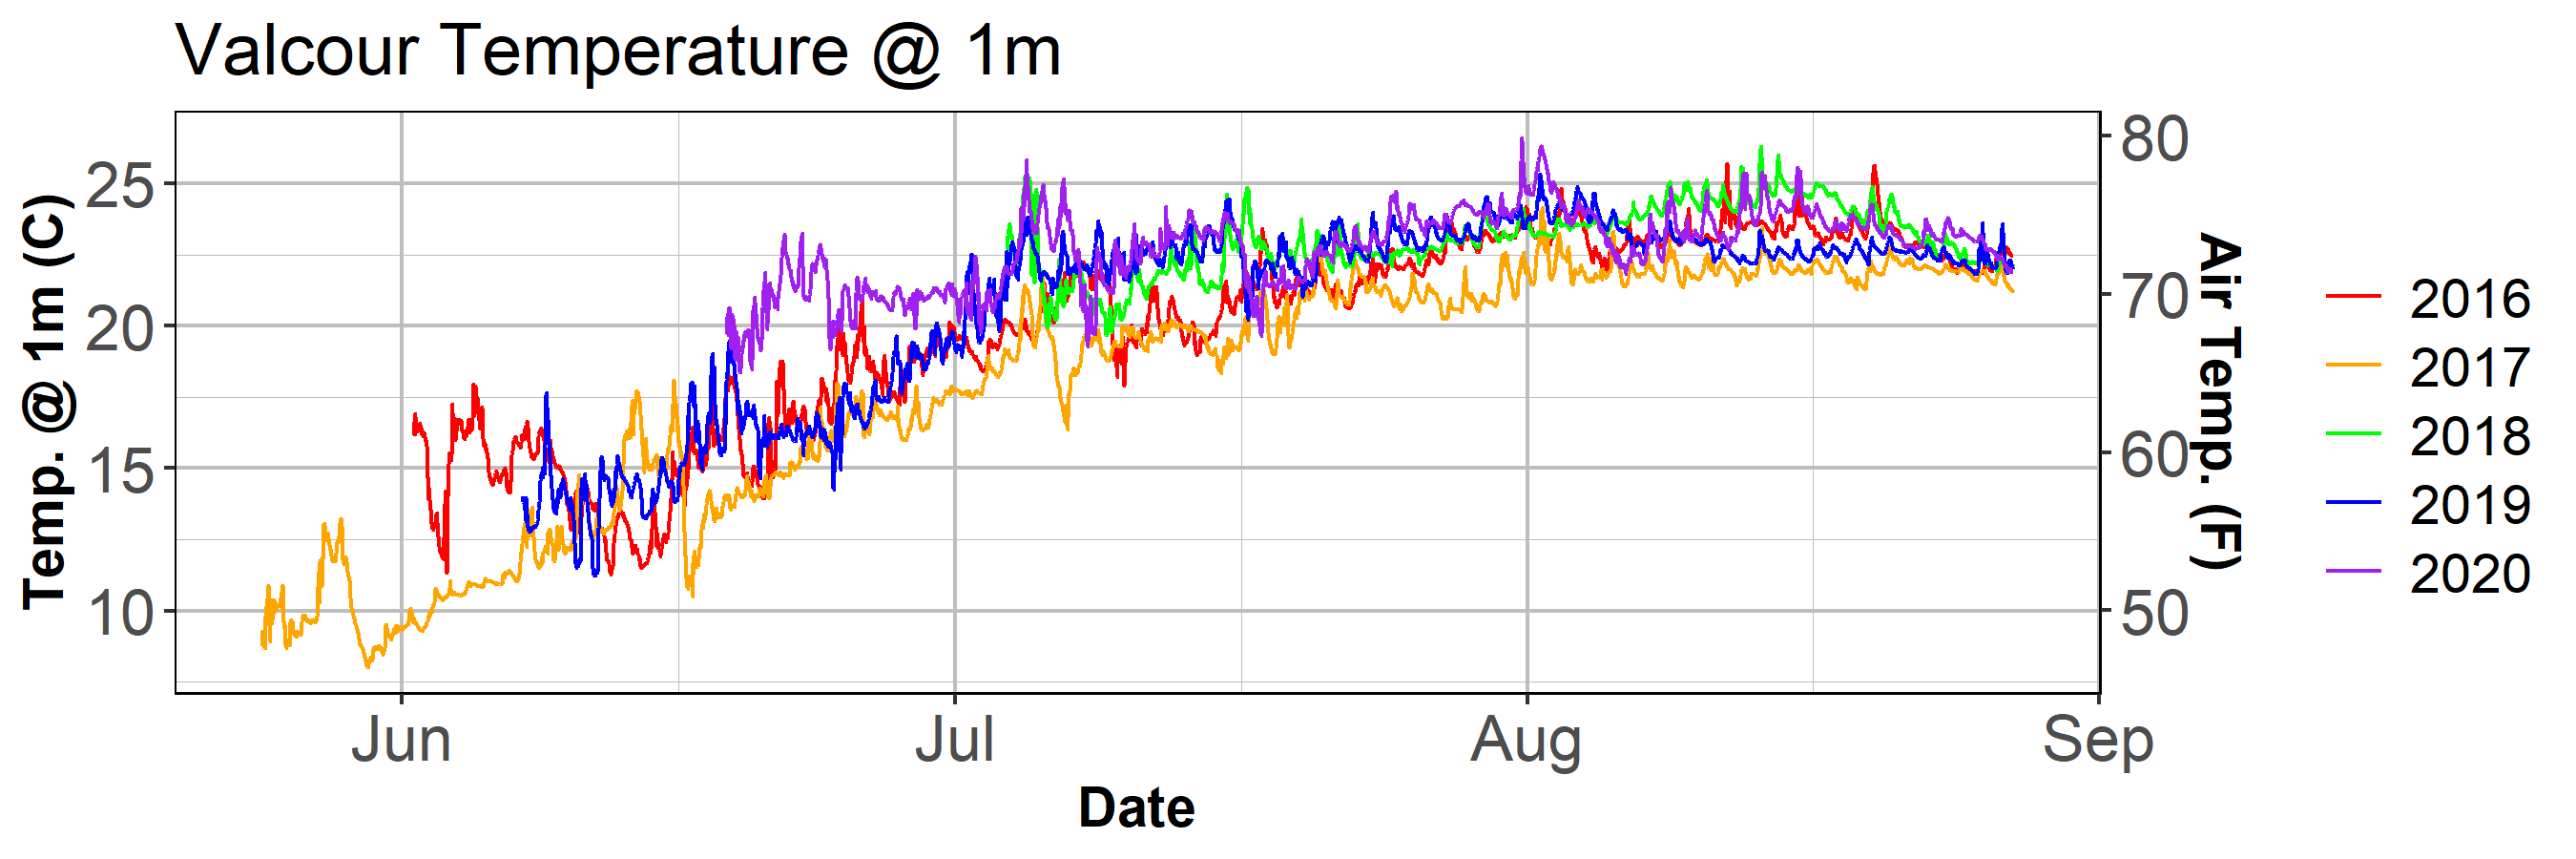 Valcour Temperature @ 1m
Temp. @ 1m (C)
25
20
15
10
80
70
60
50
Air Temp. (F)
Jun
Jul
Aug
Sep
Date
2016
2017
2018
2019
2020